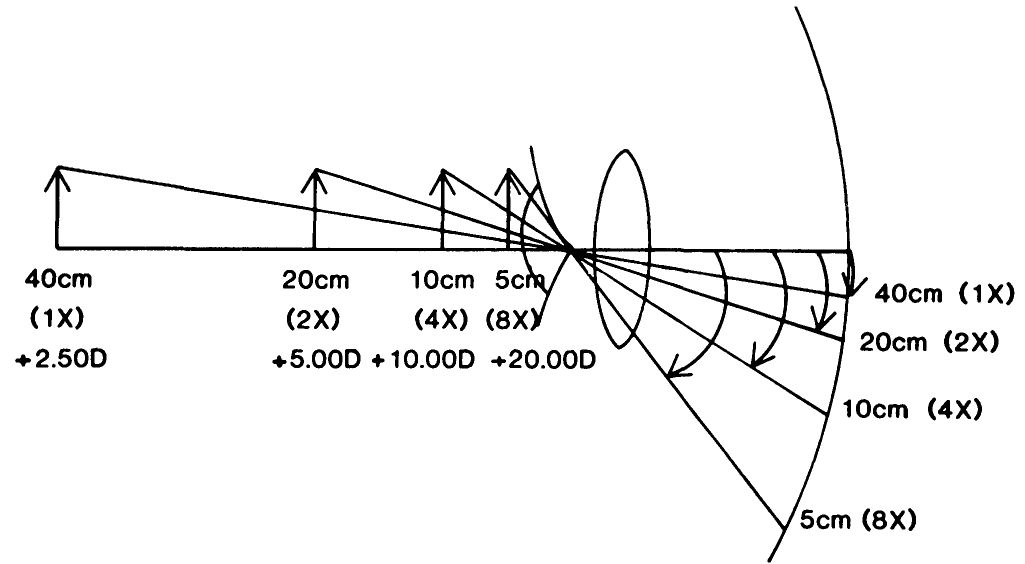 40cm 20cm 10cm 5cm
(1X) (2X) (4X) (8X)
+2.50D +5.00D +10.00D +20.00D
40cm (1X)
20cm (2X)
10cm (4X)
5cm (8X)